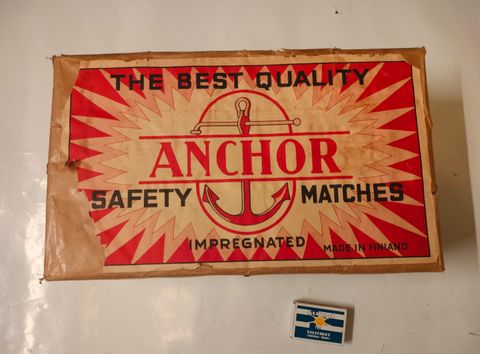 THE BEST QUALITY
ANCHOR
SAFETY MATCHES
IMPREGNATED
MADE IN FINLAND